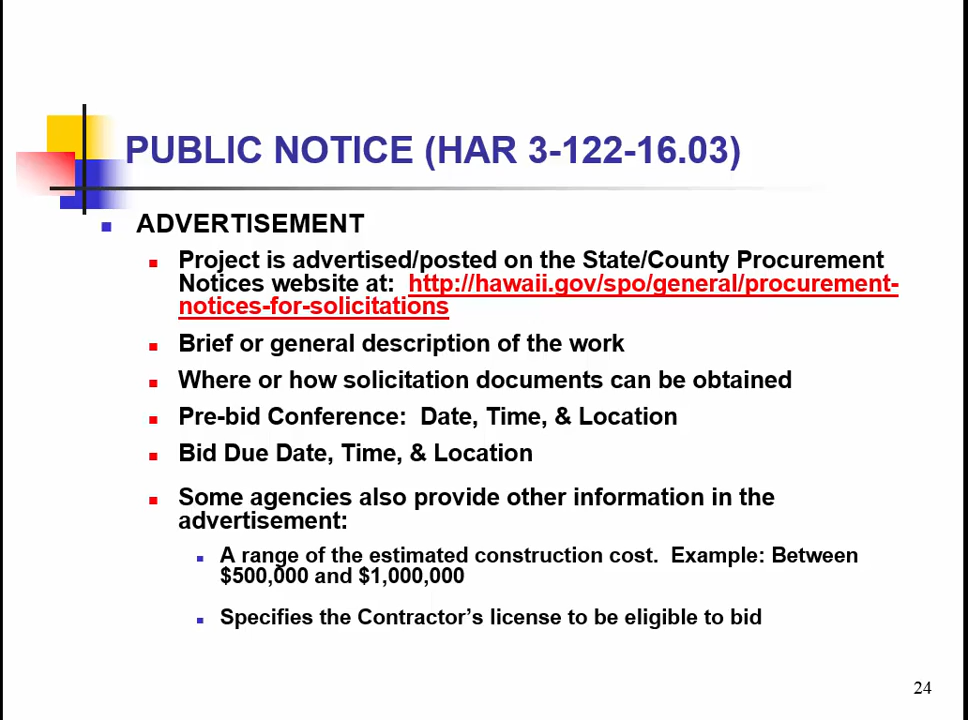 PUBLIC NOTICE (HAR 3-122-16.03)
ADVERTISEMENT
Project is advertised/posted on the State/County Procurement
Notices website at:  http://hawaii.gov/spo/general/procurement-
notices-for-solicitations
Brief or general description of the work
Where or how solicitation documents can be obtained
Pre-bid Conference:  Date, Time, & Location
Bid Due Date, Time, & Location
Some agencies also provide other information in the
advertisement:
A range of the estimated construction cost.  Example: Between
$500,000 and $1,000,000
Specifies the Contractor’s license to be eligible to bid
24